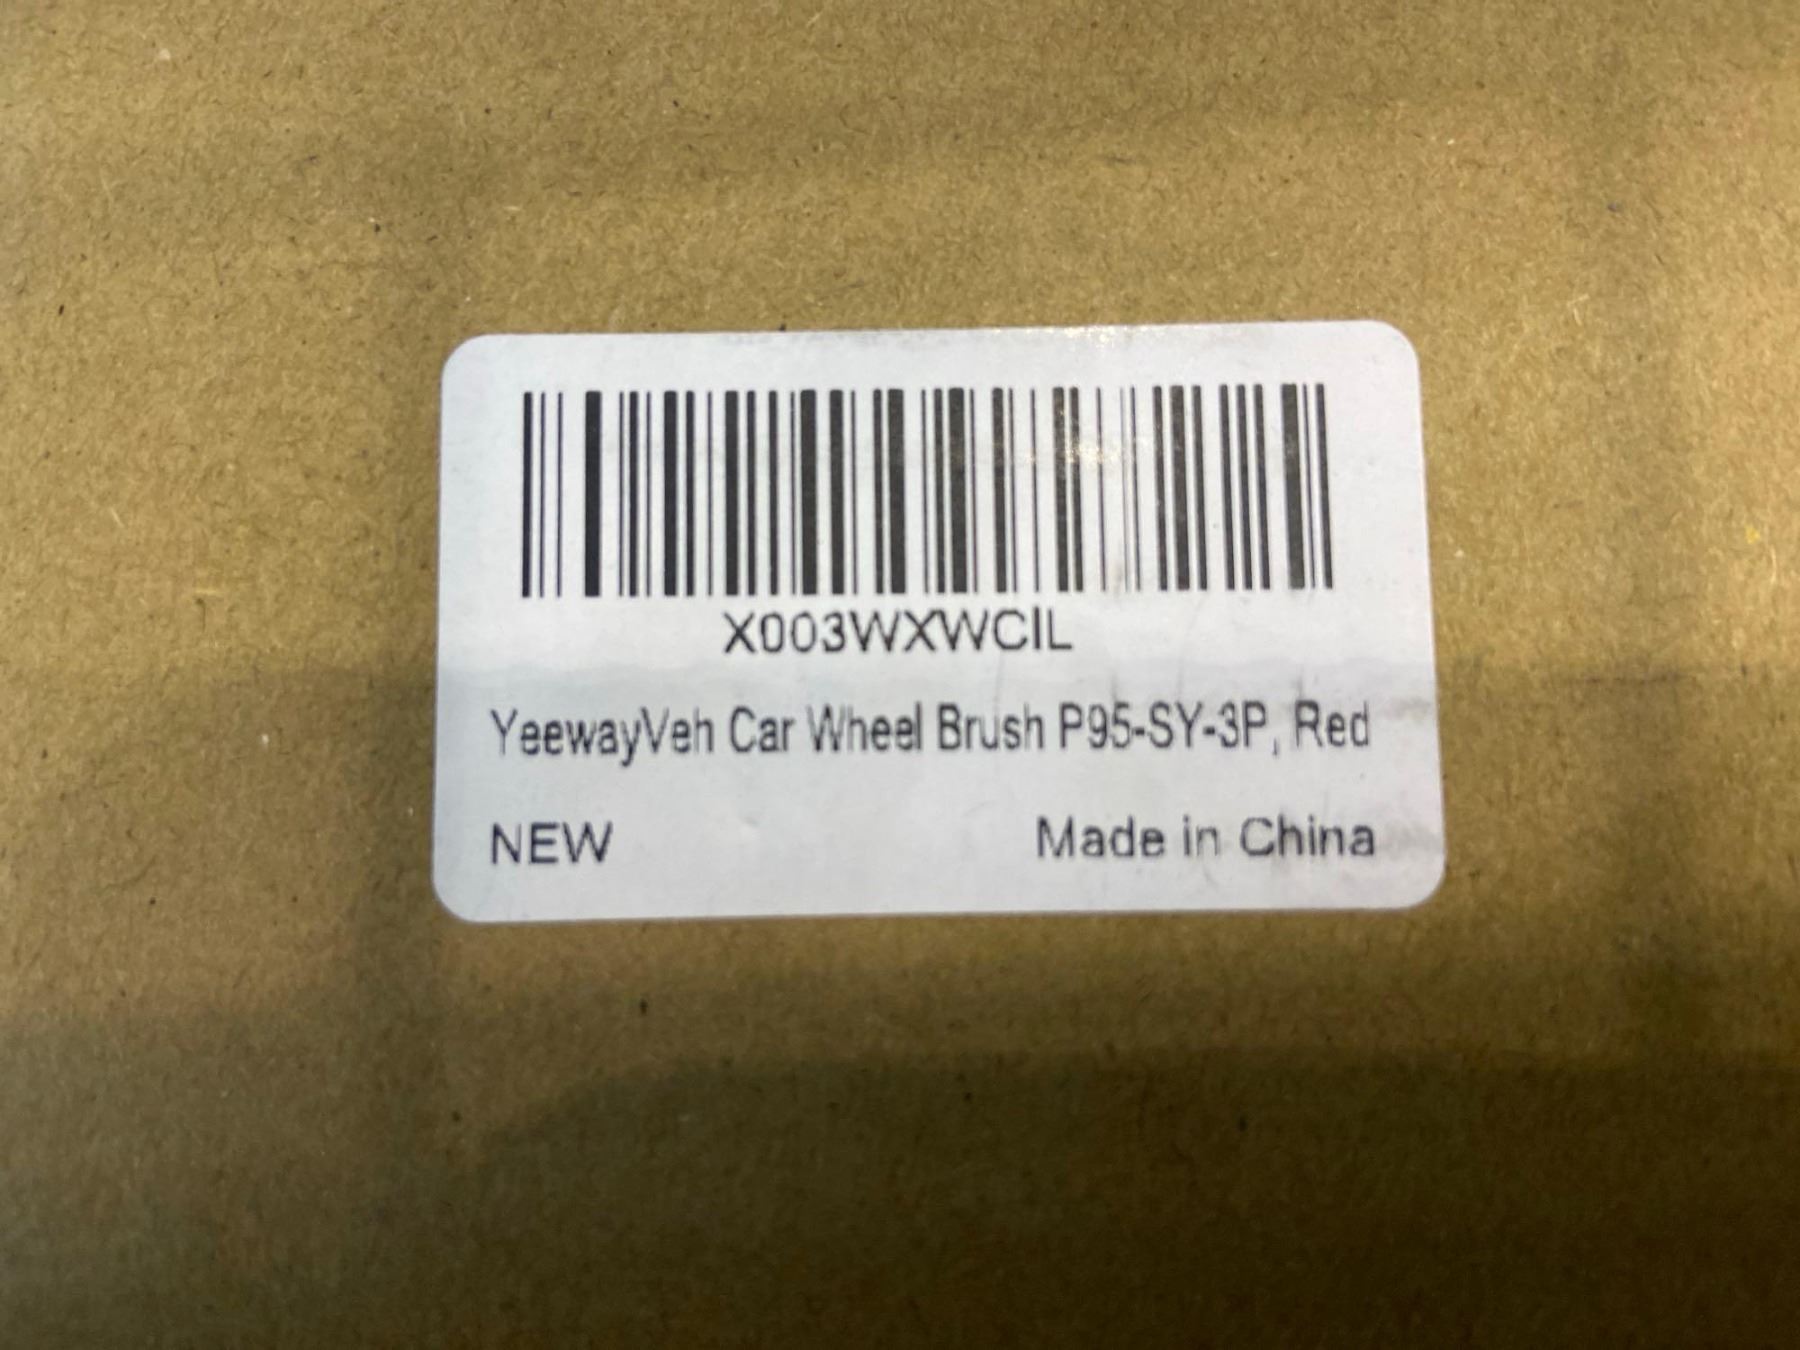 X003WXWCIL
YeewayVeh Car Wheel Brush P95-SY-3P, Red
NEW Made in China